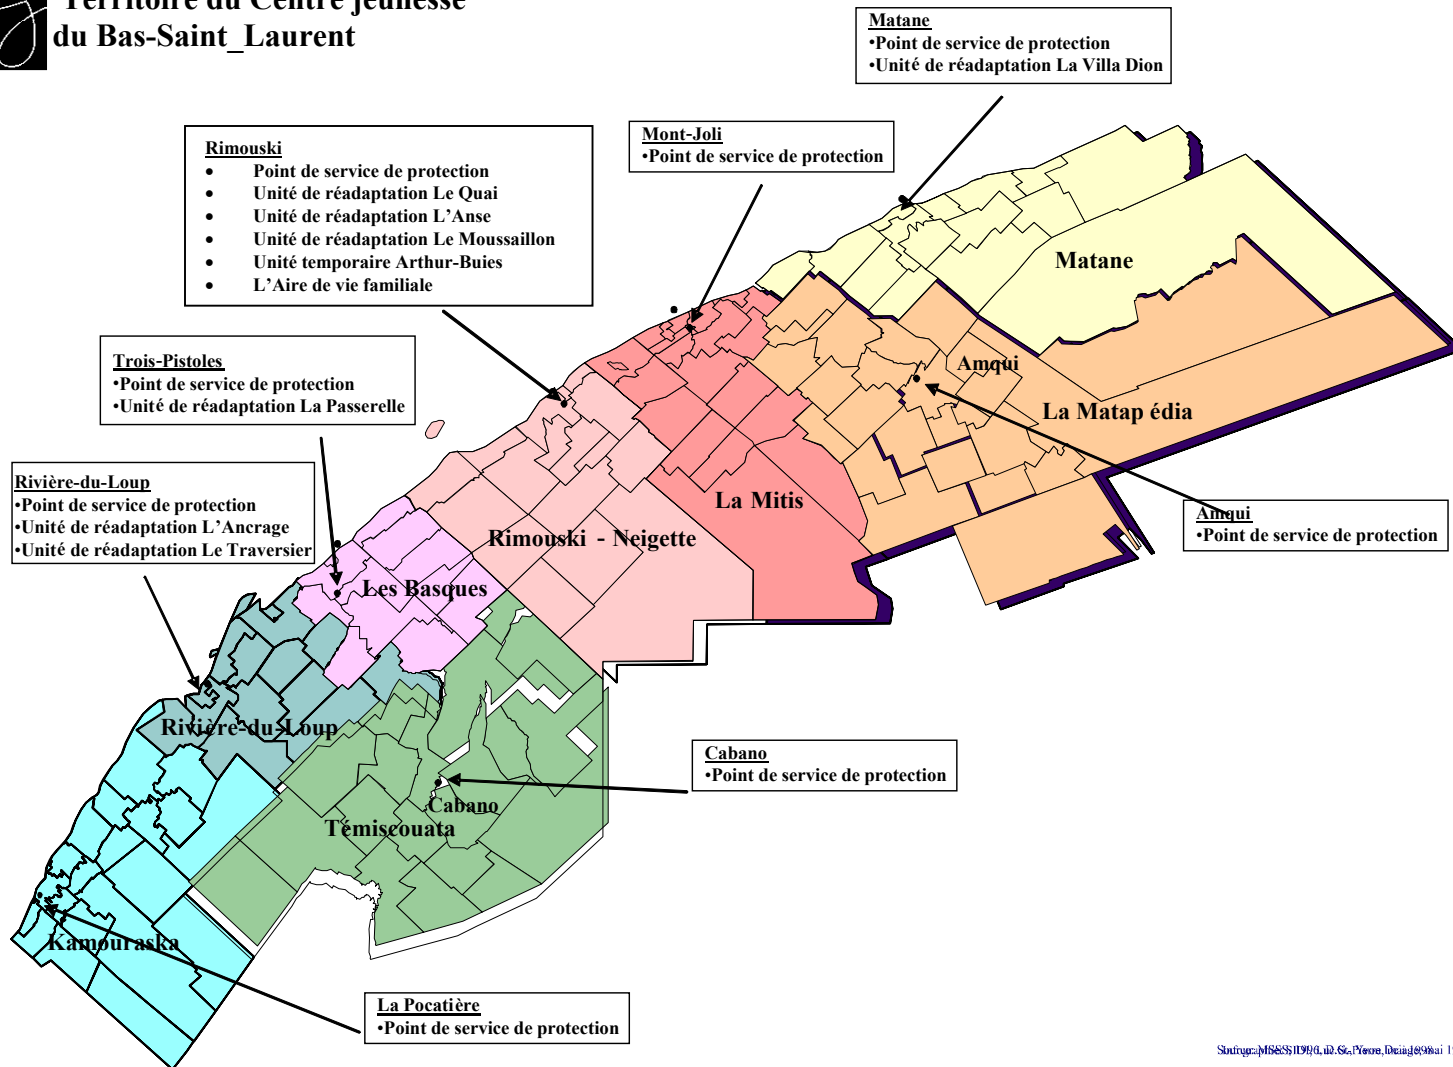 Territoire du Centre jeunesse
du Bas-Saint_Laurent
Matane
•Point de service de protection
•Unité de réadaptation La Villa Dion
Mont-Joli
•Point de service de protection
Rimouski
• Point de service de protection
• Unité de réadaptation Le Quai
• Unité de réadaptation L'Anse
• Unité de réadaptation Le Moussaillon
• Unité temporaire Arthur-Buies
• L'Aire de vie familiale
Trois-Pistoles
•Point de service de protection
•Unité de réadaptation La Passerelle
Rivière-du-Loup
•Point de service de protection
•Unité de réadaptation L'Ancrage
•Unité de réadaptation Le Traversier
Matane
Amqui
La Matap édia
La Mitis
Amqui
•Point de service de protection
Rimouski - Neigette
Les Basques
Rivière-du-Loup
Cabano
•Point de service de protection
Cabano
Témiscouata
Kamouraska
La Pocatière
•Point de service de protection